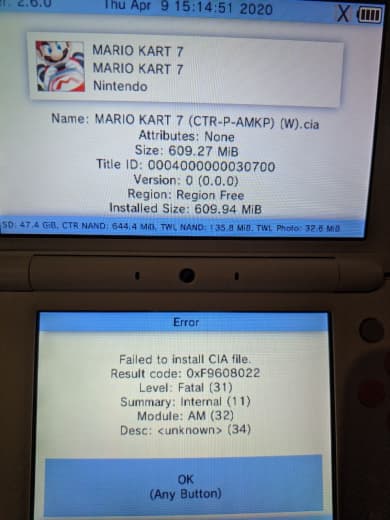 2.6.0
Thu Apr 9 15:14:51 2020
X
MARIO KART 7
MARIO KART 7
Nintendo
Name: MARIO KART 7 (CTR-P-AMKP) (W).cia
Attributes: None
Size: 609.27 MiB
Title ID: 0004000000030700
Version: 0 (0.0.0)
Region: Region Free
Installed Size: 609.94 MiB
SD: 47.4 GiB, CTR NAND: 644.4 MiB, TWL NAND: 135.8 MiB, TWL Photo: 32.6 MiB
Error
Failed to install CIA file.
Result code: 0xF9608022
Level: Fatal (31)
Summary: Internal (11)
Module: AM (32)
Desc: <unknown> (34)
OK
(Any Button)